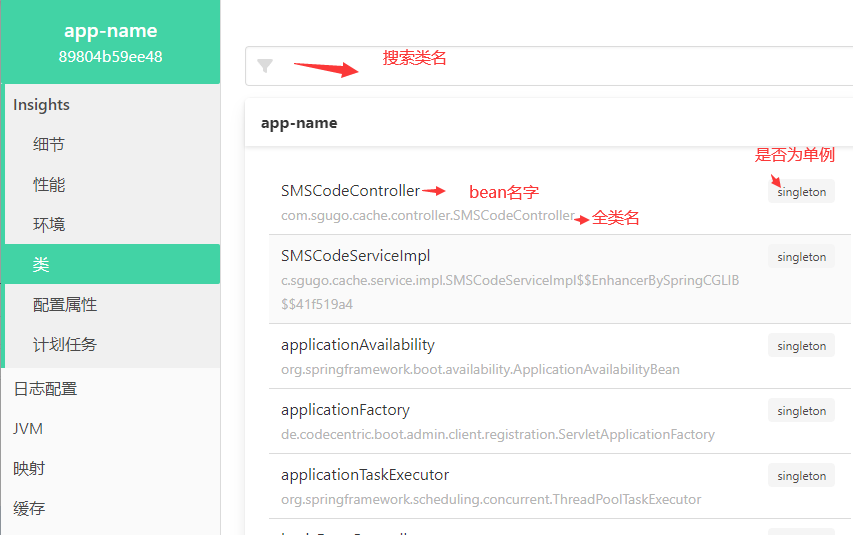 app-name
89804b59ee48
Insights
细节
性能
环境
类
配置属性
计划任务
日志配置
JVM
映射
缓存
搜索类名
app-name
是否为单例
SMSCodeController
bean名字
singleton
com.sgugo.cache.controller.SMSCodeController
全类名
SMSCodeServiceImpl
singleton
c.sgugo.cache.service.impl.SMSCodeServiceImpl$$EnhancerBySpringCGLIB
$$41f519a4
applicationAvailability
singleton
org.springframework.boot.availability.ApplicationAvailabilityBean
applicationFactory
singleton
de.codecentric.boot.admin.client.registration.ServletApplicationFactory
applicationTaskExecutor
singleton
org.springframework.scheduling.concurrent.ThreadPoolTaskExecutor